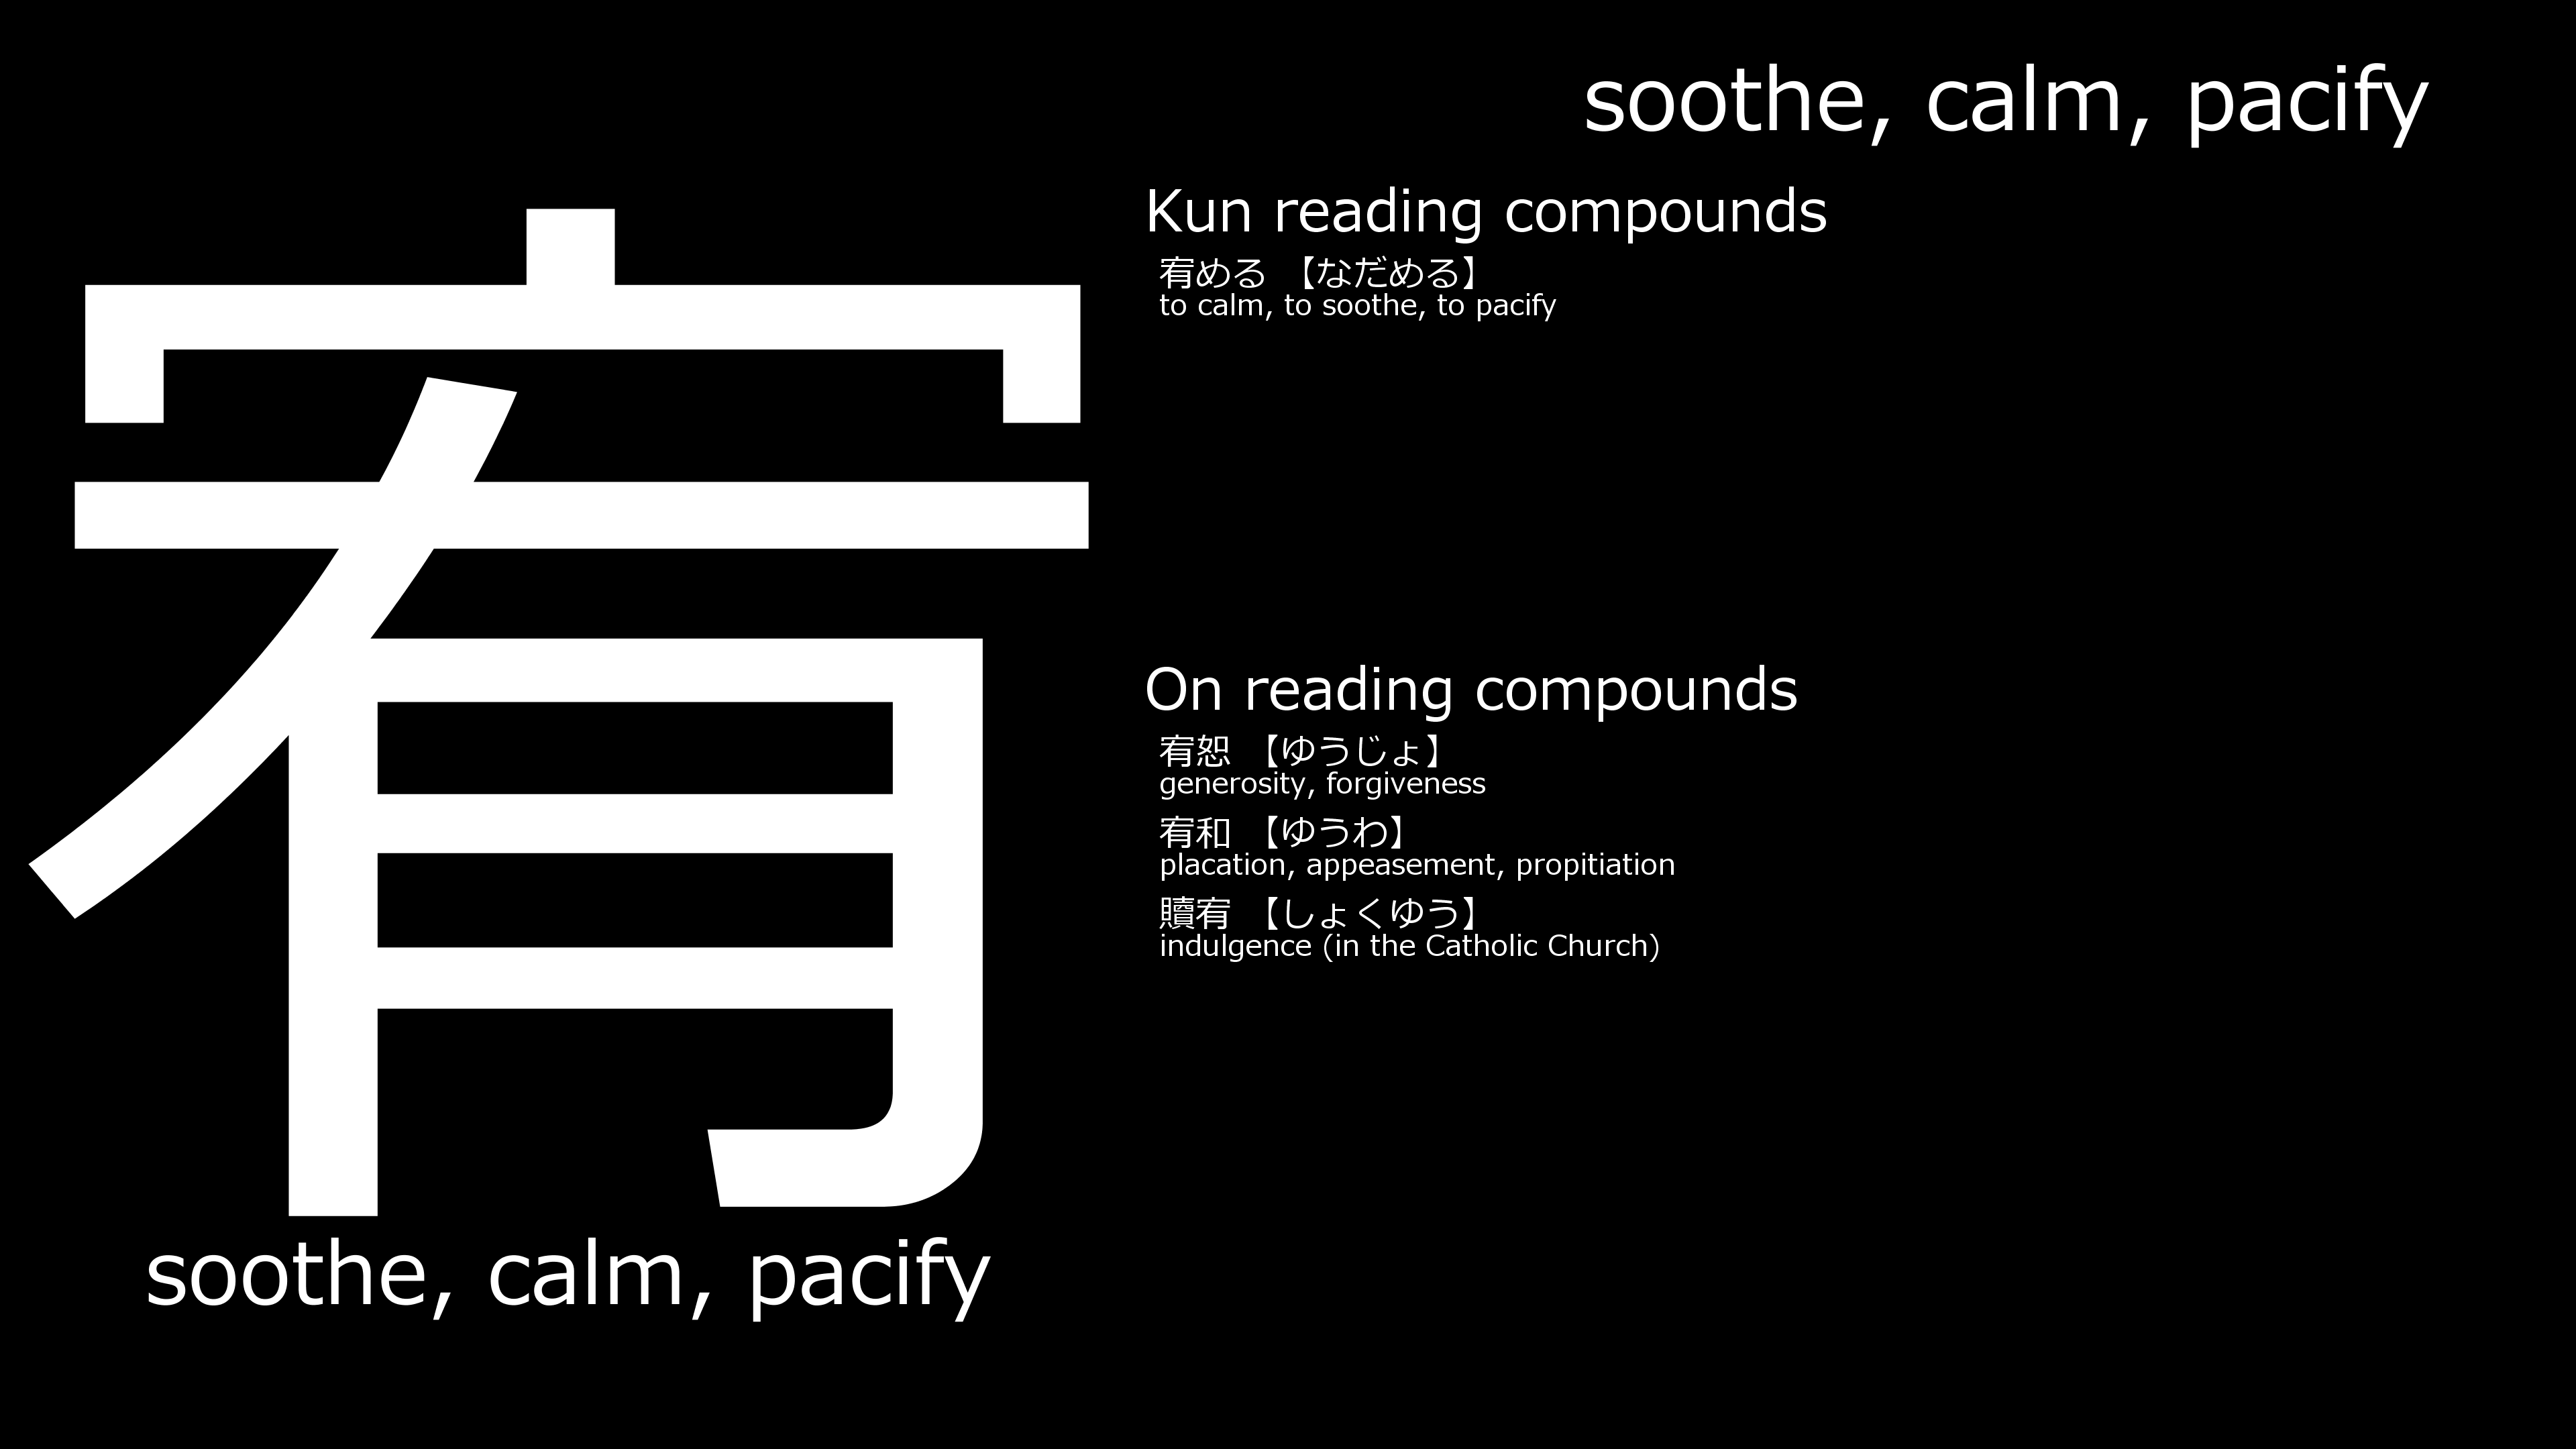 soothe, calm, pacify
宥
soothe, calm, pacify
Kun reading compounds
宥める 【なだめる】
to calm, to soothe, to pacify
On reading compounds
宥恕 【ゆうじょ】
generosity, forgiveness
宥和 【ゆうわ】
placation, appeasement, propitiation
贖宥 【しょくゆう】
indulgence (in the Catholic Church)